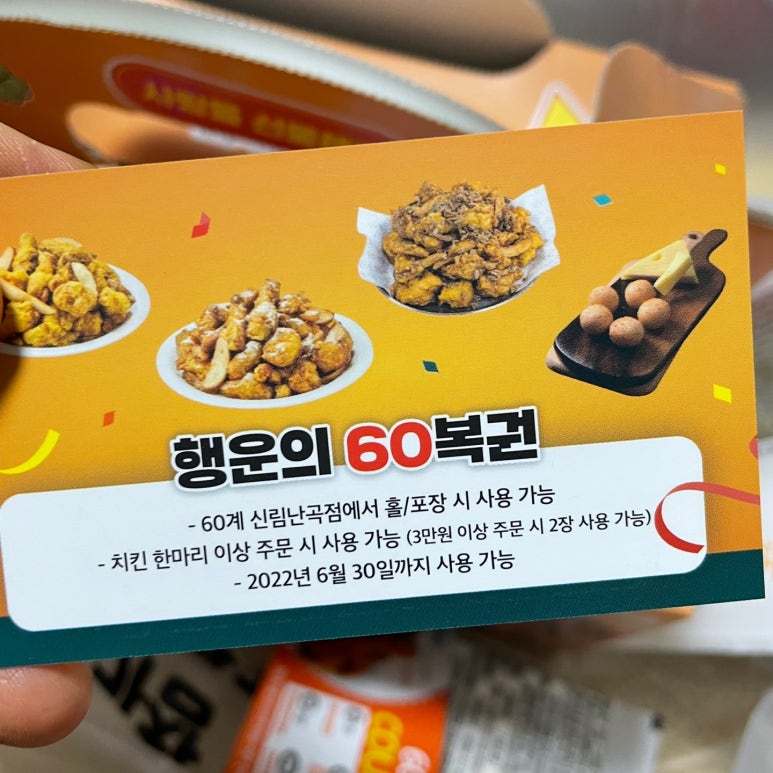 행운의 60복권
- 60계 신림난곡점에서 홀/포장 시 사용 가능
- 치킨 한마리 이상 주문 시 사용 가능 (3만원 이상 주문 시 2장 사용 가능)
- 2022년 6월 30일까지 사용 가능